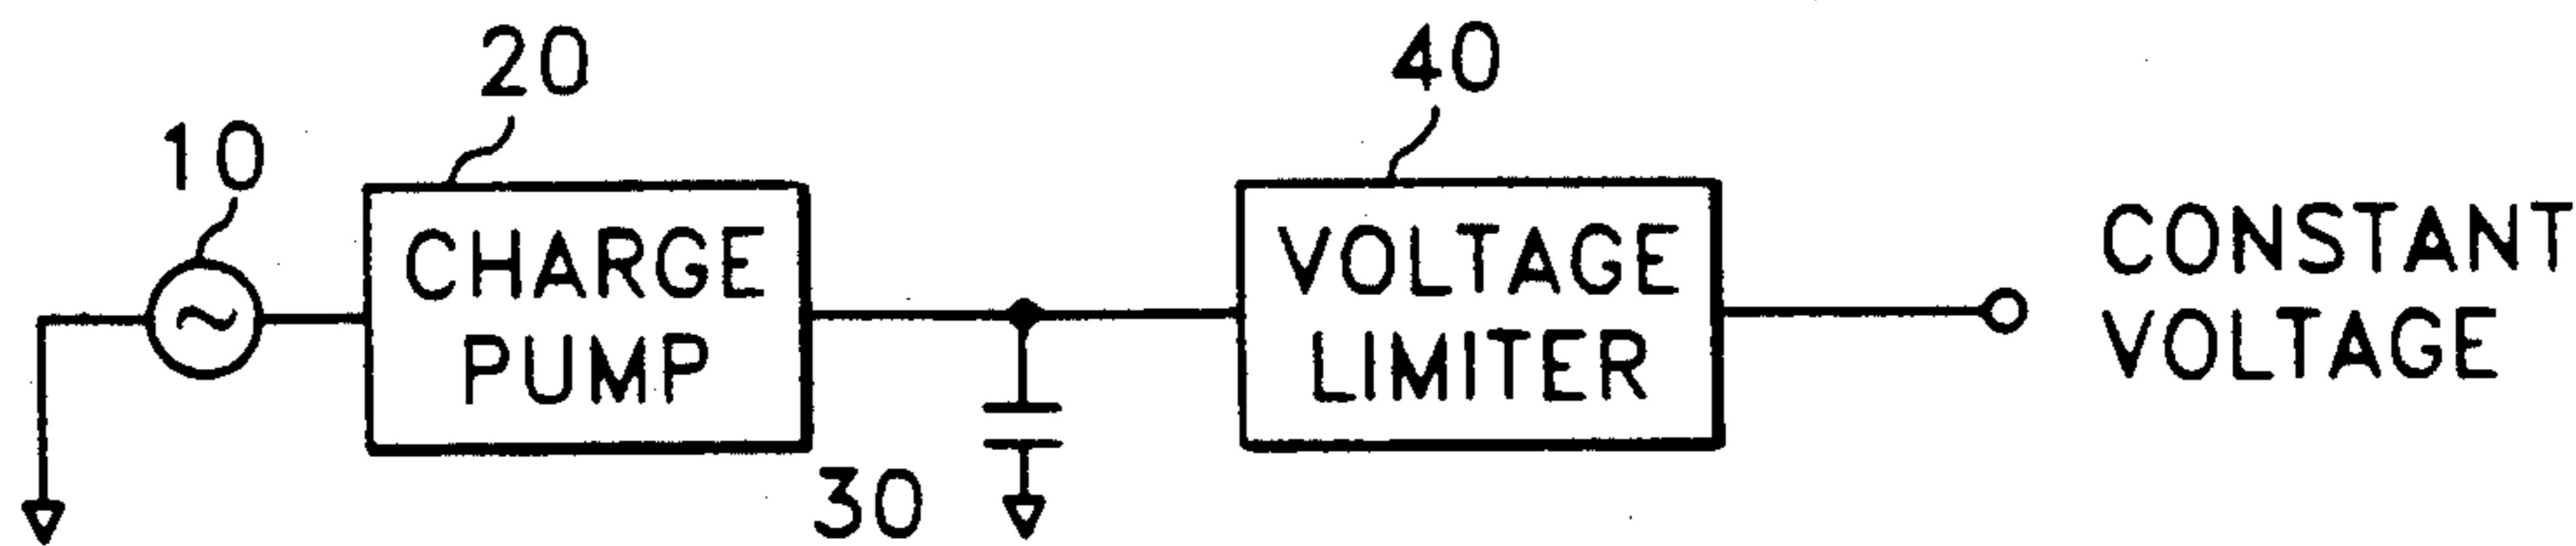 20
40
10
CHARGE
PUMP
VOLTAGE
LIMITER
CONSTANT
VOLTAGE
30